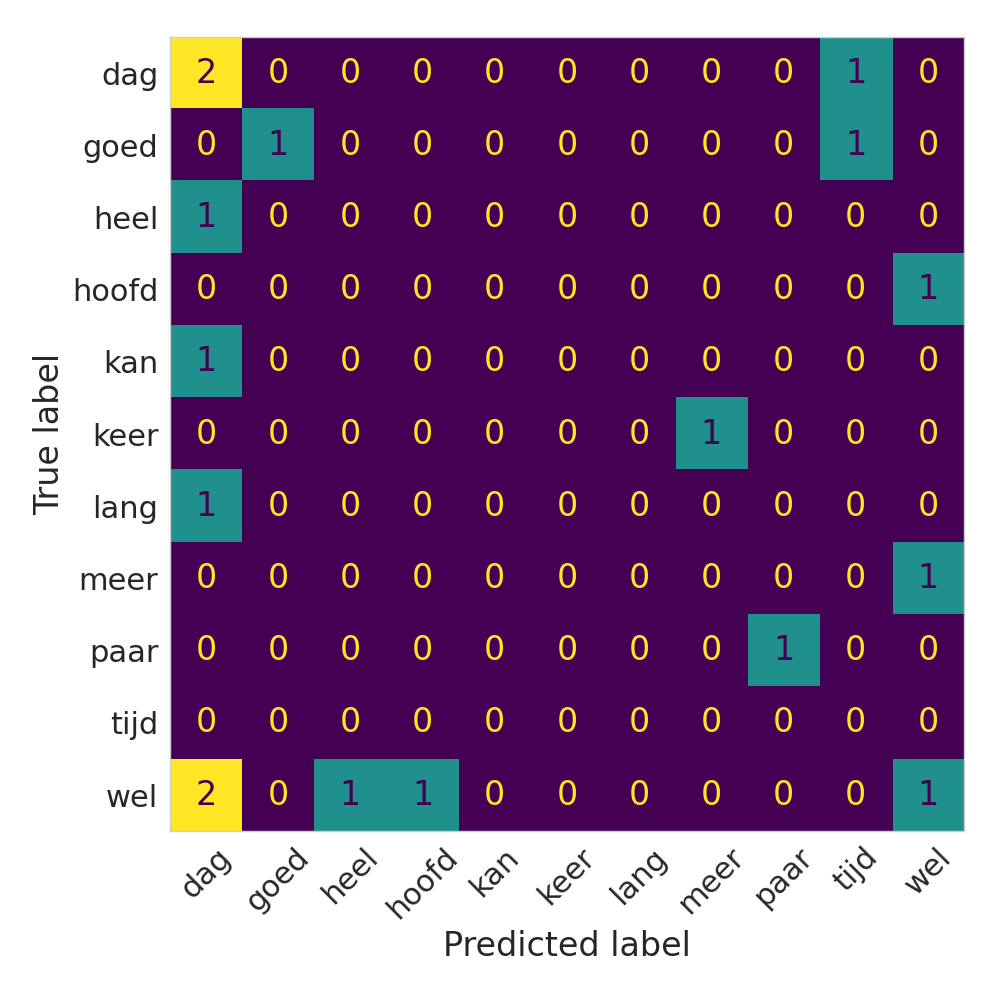 dag 2 0 0 0 0 0 0 0 0 1 0
goed 0 1 0 0 0 0 0 0 0 1 0
heel 1 0 0 0 0 0 0 0 0 0 0
hoofd 0 0 0 0 0 0 0 0 0 0 1
kan 1 0 0 0 0 0 0 0 0 0 0
keer 0 0 0 0 0 0 0 1 0 0 0
lang 1 0 0 0 0 0 0 0 0 0 0
meer 0 0 0 0 0 0 0 0 0 0 1
paar 0 0 0 0 0 0 0 0 1 0 0
tijd 0 0 0 0 0 0 0 0 0 0 0
wel 2 0 1 1 0 0 0 0 0 0 1
True label
dag goed heel hoofd kan keer lang meer paar tijd wel
Predicted label